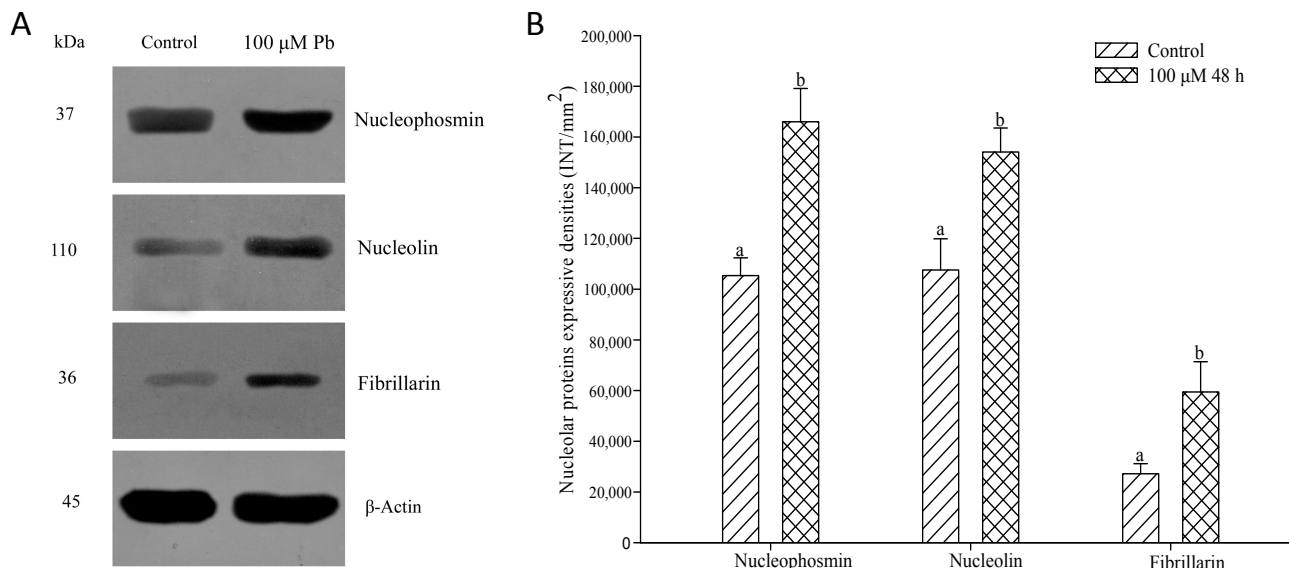 A
kDa Control 100 μM Pb
37 Nucleophosmin
110 Nucleolin
36 Fibrillarin
45 β-Actin
B
Nucleolar proteins expressive densities (INT/mm²)
200,000
180,000
160,000
140,000
120,000
100,000
80,000
60,000
40,000
20,000
0
Control
100 μM 48 h
a b a b a b
Nucleophosmin Nucleolin Fibrillarin